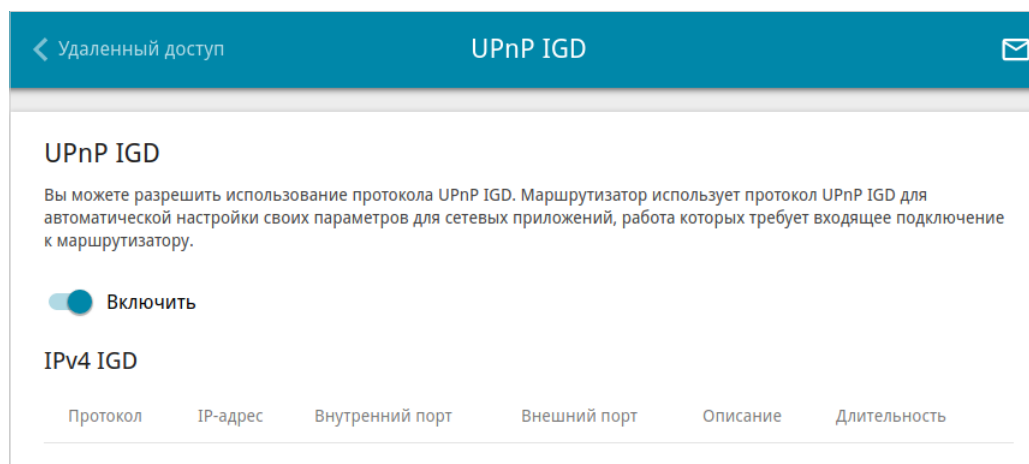 Удаленный доступ
UPnP IGD
UPnP IGD
Вы можете разрешить использование протокола UPnP IGD. Маршрутизатор использует протокол UPnP IGD для
автоматической настройки своих параметров для сетевых приложений, работа которых требует входящее подключение
к маршрутизатору.
Включить
IPv4 IGD
Протокол IP-адрес Внутренний порт Внешний порт Описание Длительность